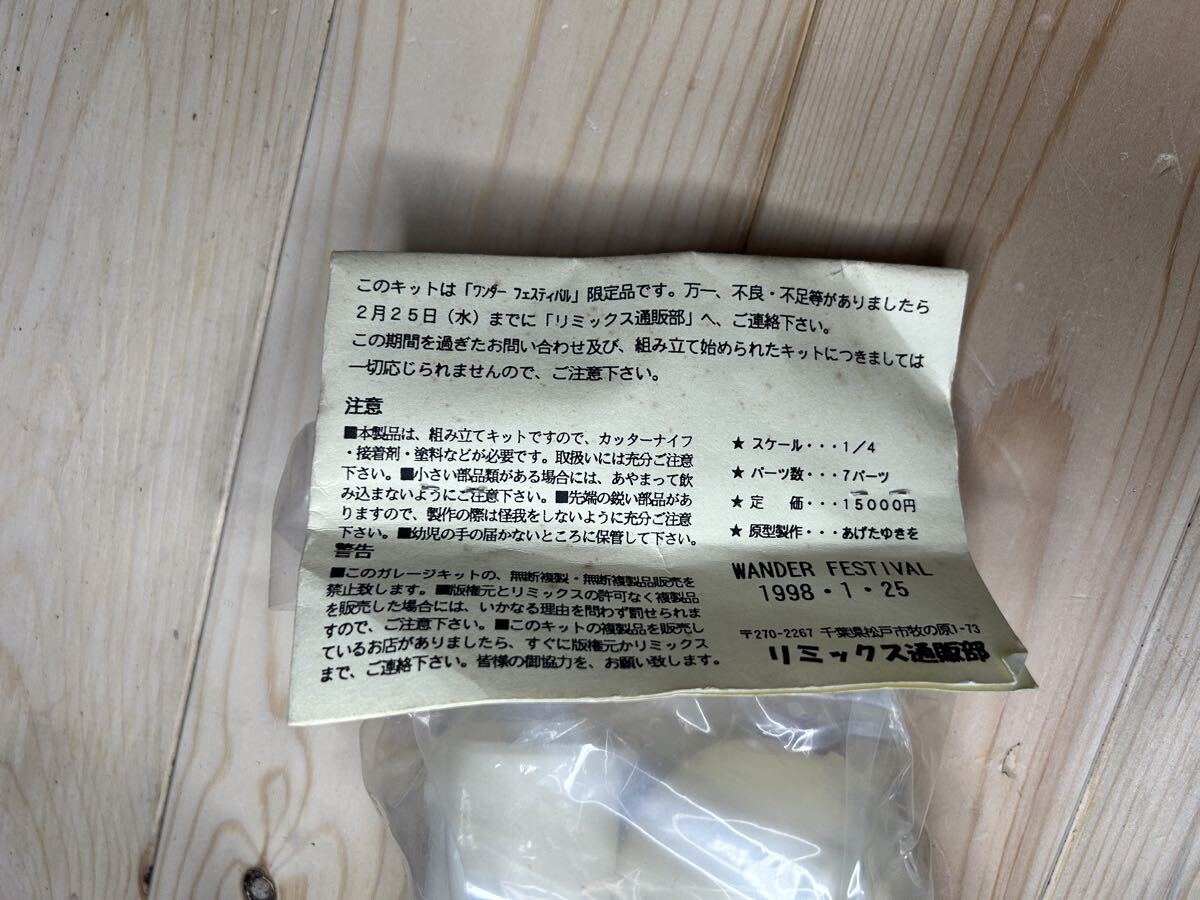 このキットは「ワンダー フェスティバル」限定品です。万一、不良・不足等がありましたら
2月25日（水）までに「リミックス通販部」へ、ご連絡下さい。
この期間を過ぎたお問い合わせ及び、組み立て始められたキットにつきましては
一切応じられませんので、ご注意下さい。
注意
■本製品は、組み立てキットですので、カッターナイフ
・接着剤・塗料などが必要です。取扱いには充分ご注意
下さい。■小さい部品類がある場合には、あやまって飲
み込まないようにご注意下さい。■先端の鋭い部品があ
りますので、製作の際は怪我をしないように充分ご注意
下さい。■幼児の手の届かないところに保管して下さい。
警告
■このガレージキットの、無断複製・無断複製品販売を
禁止致します。■版権元とリミックスの許可なく複製品
を販売した場合には、いかなる理由を問わず罰せられま
すので、ご注意下さい。■このキットの複製品を販売し
ているお店がありましたら、すぐに版権元かリミックス
まで、ご連絡下さい。皆様の御協力を、お願い致します。
★ スケール・・・1／4
★ パーツ数・・・7パーツ
★ 定　価・・・15000円
★ 原型製作・・・あげたゆきを
WANDER FESTIVAL
1998・1・25
〒270-2267 千葉県松戸市牧の原1-73
リミックス通販部